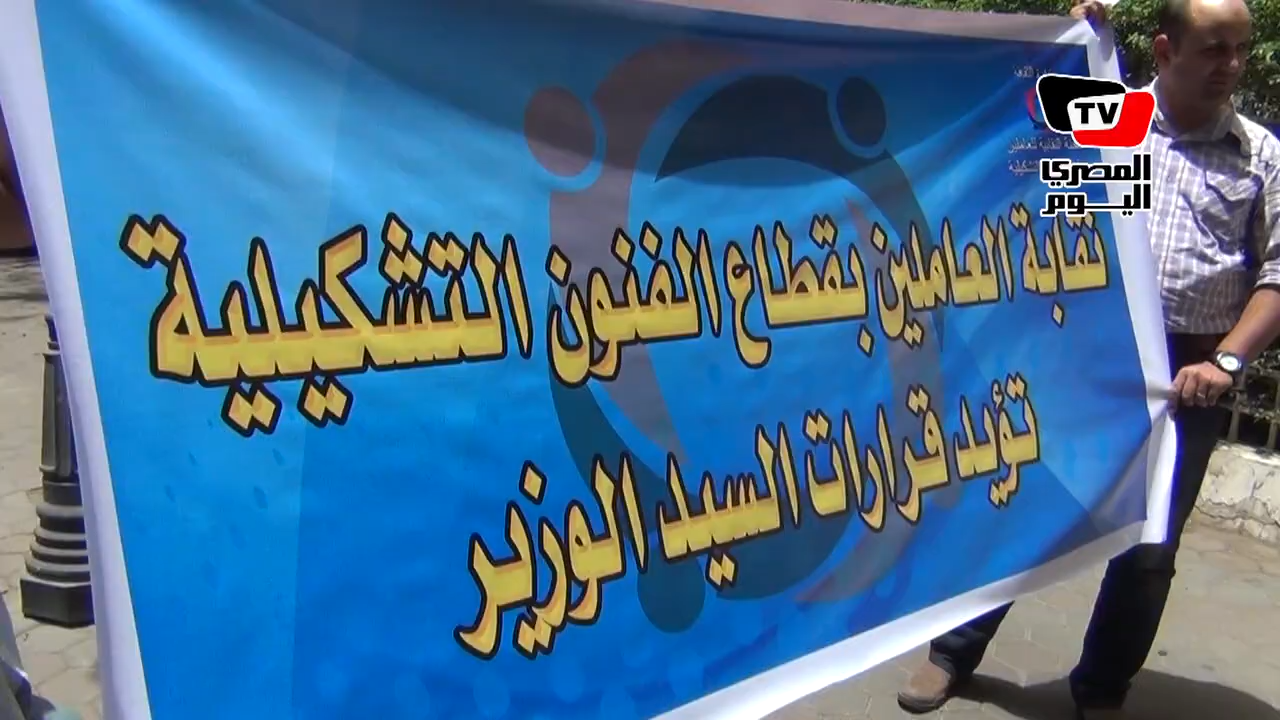 TV
المصري
اليوم
نقابة العاملين بقطاع الفنون التشكيلية
تؤيد قرارات السيد الوزير